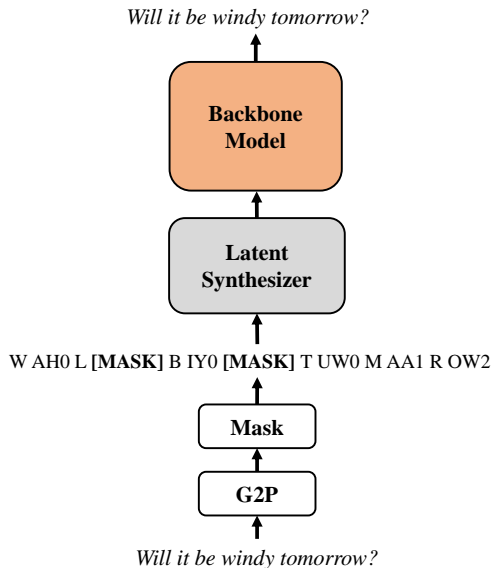 Will it be windy tomorrow?
Backbone
Model
Latent
Synthesizer
W AH0 L [MASK] B IY0 [MASK] T UW0 M AA1 R OW2
Mask
G2P
Will it be windy tomorrow?